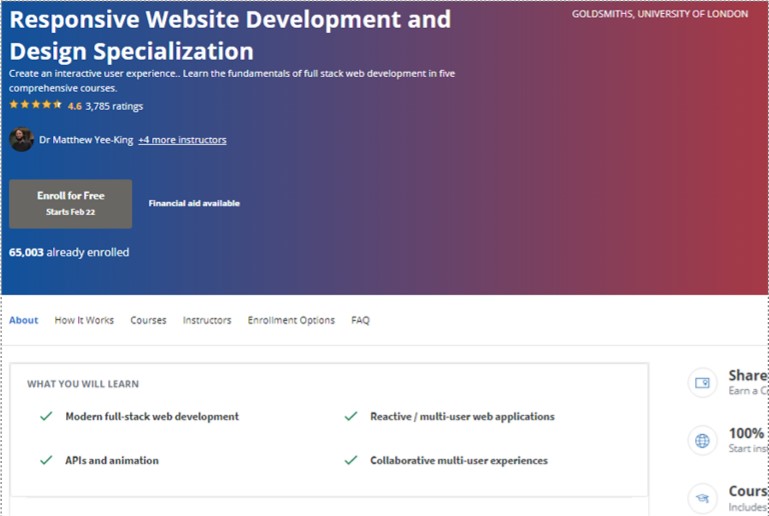 Responsive Website Development and
Design Specialization
GOLDSMITHS, UNIVERSITY OF LONDON
Create an interactive user experience.. Learn the fundamentals of full stack web development in five
comprehensive courses.
4.6 3,785 ratings
Dr Matthew Yee-King +4 more instructors
Enroll for Free
Starts Feb 22
Financial aid available
65,003 already enrolled
About How It Works Courses Instructors Enrollment Options FAQ
WHAT YOU WILL LEARN
Modern full-stack web development
Reactive / multi-user web applications
APIs and animation
Collaborative multi-user experiences
Share
Earn a
100%
Start
Cours
Includes